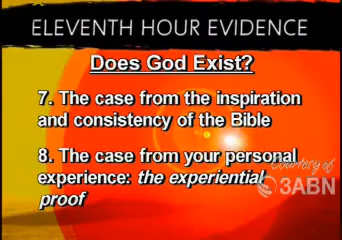 ELEVENTH HOUR EVIDENCE
Does God Exist?
7. The case from the inspiration
and consistency of the Bible
8. The case from your personal
experience: the experiential
proof
Courtesy of
3ABN